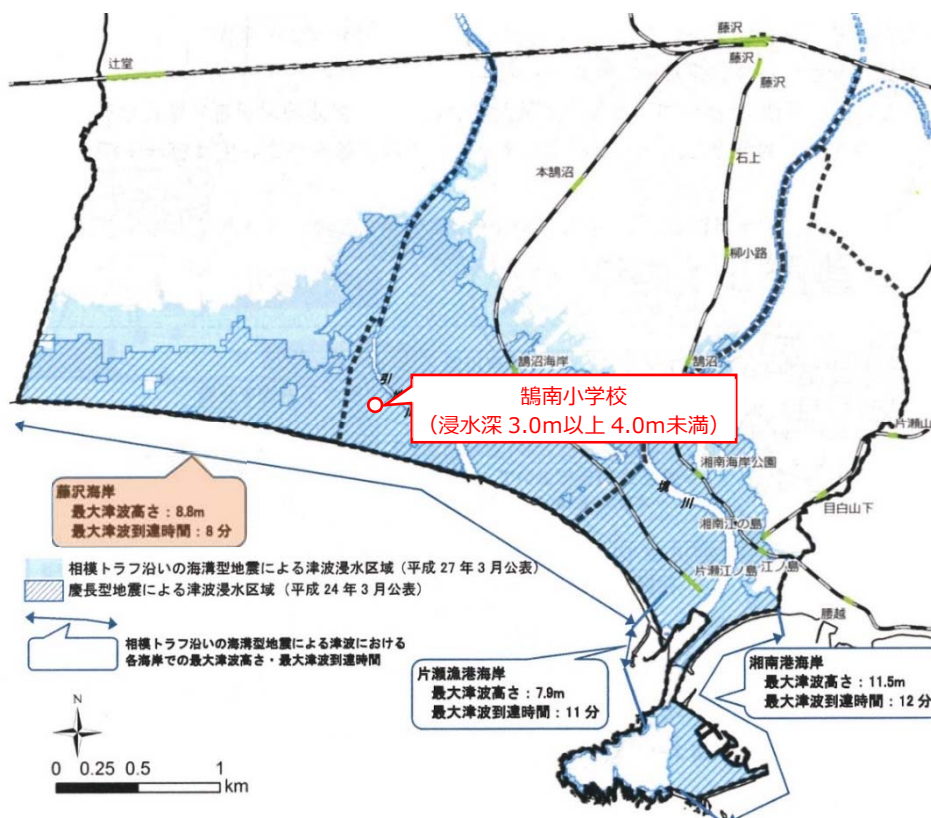 藤沢
辻堂
藤沢
藤沢
石上
本鵠沼
柳小路
鵠沼海岸
鵠沼
引
鵠南小学校
(浸水深 3.0m以上 4.0m未満)
片瀬山
湘南海岸公園
目白山下
境
川
湘南江の島
片瀬江ノ島
江ノ島
腰越
藤沢海岸
最大津波高さ:8.8m
最大津波到達時間:8 分
相模トラフ沿いの海溝型地震による津波浸水区域(平成 27 年 3 月公表)
慶長型地震による津波浸水区域(平成 24 年 3 月公表)
相模トラフ沿いの海溝型地震による津波における
各海岸での最大津波高さ・最大津波到達時間
片瀬漁港海岸
最大津波高さ:7.9m
最大津波到達時間:11 分
湘南港海岸
最大津波高さ:11.5m
最大津波到達時間:12 分
N
0 0.25 0.5 1
km